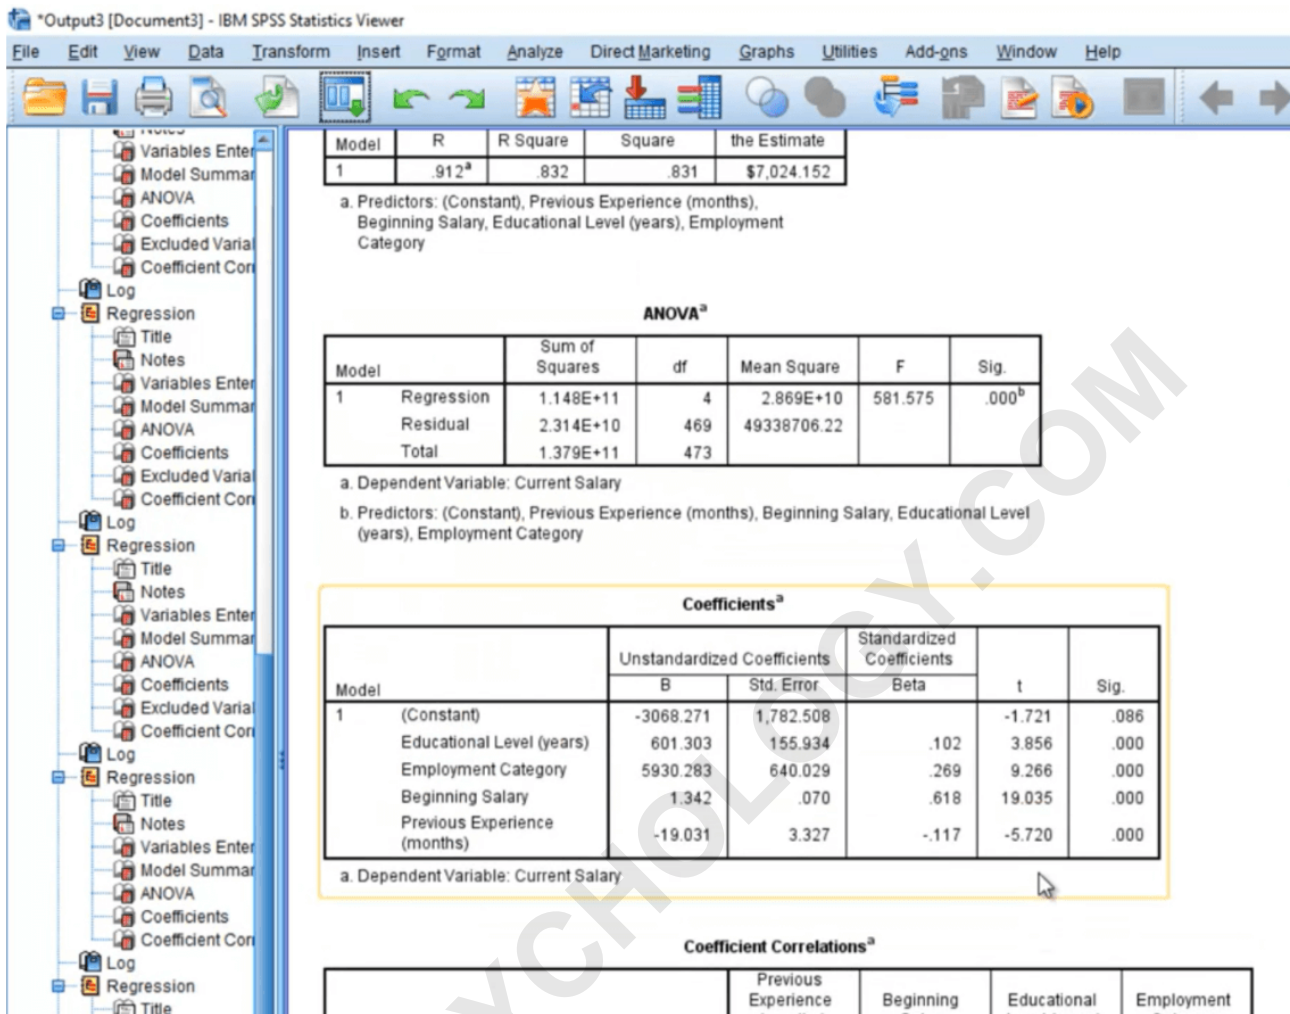 *Output3 [Document3] - IBM SPSS Statistics Viewer
File Edit View Data Transform Insert Format Analyze Direct Marketing Graphs Utilities Add-ons Window Help
Notes
Variables Enter
Model Summar
ANOVA
Coefficients
Excluded Varial
Coefficient Corr
Log
Regression
Title
Notes
Variables Enter
Model Summar
ANOVA
Coefficients
Excluded Varial
Coefficient Corr
Log
Regression
Title
Notes
Variables Enter
Model Summar
ANOVA
Coefficients
Excluded Varial
Coefficient Corr
Log
Regression
Title
Notes
Variables Enter
Model Summar
ANOVA
Coefficients
Coefficient Corr
Log
Regression
Title
Model R R Square Square the Estimate
1 .912a .832 .831 $7,024.152
a. Predictors: (Constant), Previous Experience (months),
Beginning Salary, Educational Level (years), Employment
Category
ANOVAa
Model Sum of Squares df Mean Square F Sig.
1 Regression 1.148E+11 4 2.869E+10 581.575 .000b
Residual 2.314E+10 469 49338706.22
Total 1.379E+11 473
a. Dependent Variable: Current Salary
b. Predictors: (Constant), Previous Experience (months), Beginning Salary, Educational Level
(years), Employment Category
Coefficientsa
Unstandardized Coefficients Standardized Coefficients
Model B Std. Error Beta t Sig.
1 (Constant) -3068.271 1,782.508 -1.721 .086
Educational Level (years) 601.303 155.934 .102 3.856 .000
Employment Category 5930.283 640.029 .269 9.266 .000
Beginning Salary 1.342 .070 .618 19.035 .000
Previous Experience
(months) -19.031 3.327 -.117 -5.720 .000
a. Dependent Variable: Current Salary
Coefficient Correlationsa
Previous
Experience Beginning Educational Employment
YCHOLOGY.COM